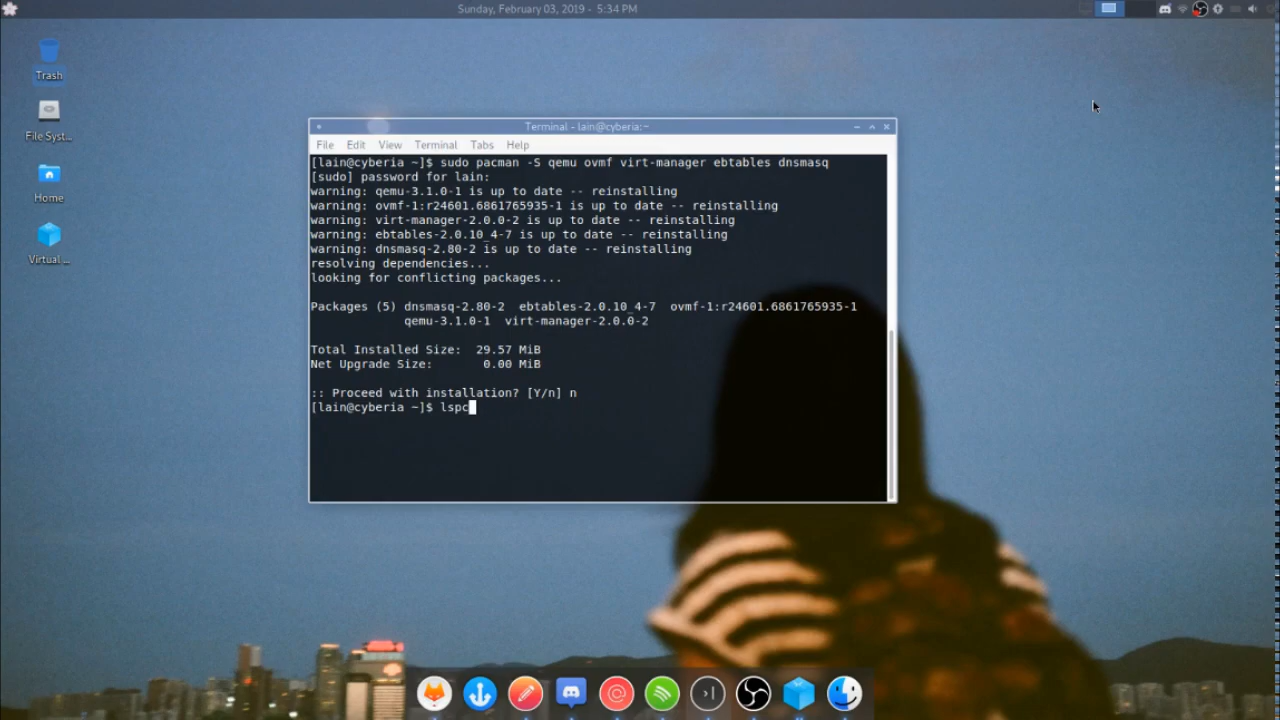 Sunday, February 03, 2019 - 5:34 PM
Trash
File Syst...
Home
Virtual ...
Terminal - lain@cyberia:~
File Edit View Terminal Tabs Help
[lain@cyberia ~]$ sudo pacman -S qemu ovmf virt-manager ebtables dnsmasq
[sudo] password for lain:
warning: qemu-3.1.0-1 is up to date -- reinstalling
warning: ovmf-1:r24601.6861765935-1 is up to date -- reinstalling
warning: virt-manager-2.0.0-2 is up to date -- reinstalling
warning: ebtables-2.0.10_4-7 is up to date -- reinstalling
warning: dnsmasq-2.80-2 is up to date -- reinstalling
resolving dependencies...
looking for conflicting packages...
Packages (5) dnsmasq-2.80-2 ebtables-2.0.10_4-7 ovmf-1:r24601.6861765935-1
qemu-3.1.0-1 virt-manager-2.0.0-2
Total Installed Size: 29.57 MiB
Net Upgrade Size: 0.00 MiB
:: Proceed with installation? [Y/n] n
[lain@cyberia ~]$ lspc